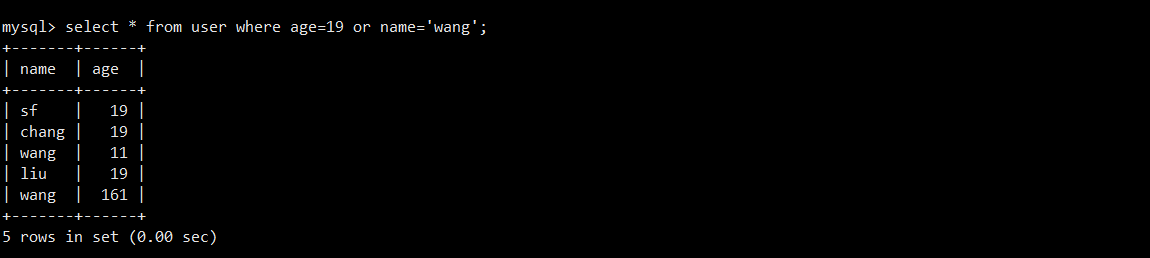 mysql> select * from user where age=19 or name='wang';
+-------+------+
| name  | age  |
+-------+------+
| sf    |   19 |
| chang |   19 |
| wang  |   11 |
| liu   |   19 |
| wang  |  161 |
+-------+------+
5 rows in set (0.00 sec)